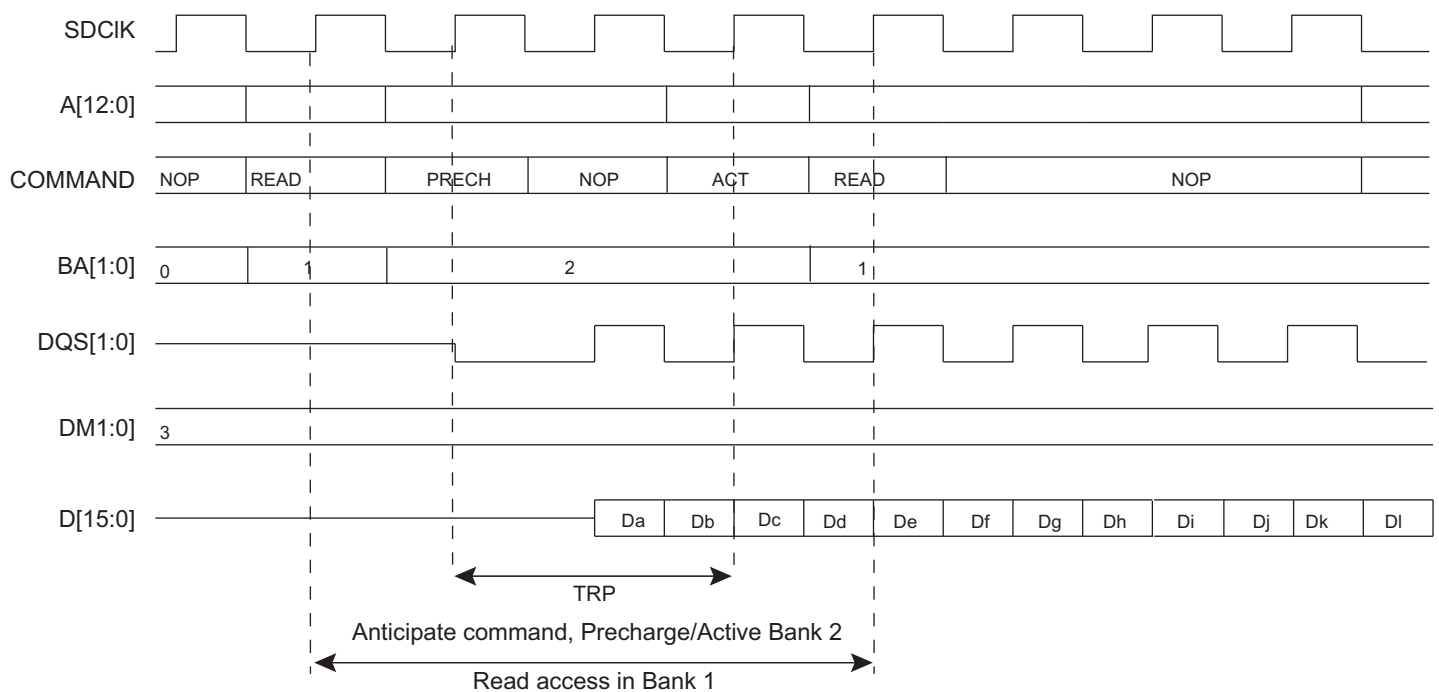 SDClK
A[12:0]
COMMAND NOP READ PRECH NOP ACT READ NOP
BA[1:0] 0 1 2 1
DQS[1:0]
DM1:0] 3
D[15:0] Da Db Dc Dd De Df Dg Dh Di Dj Dk Dl
TRP
Anticipate command, Precharge/Active Bank 2
Read access in Bank 1